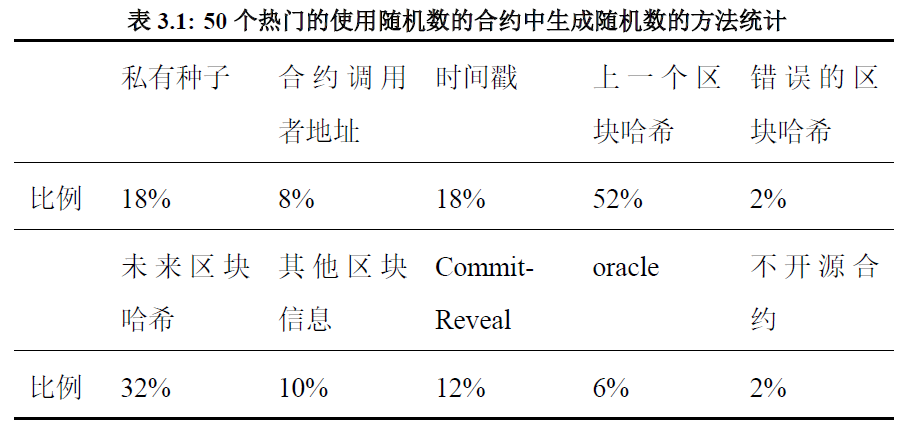 表 3.1: 50 个热门的使用随机数的合约中生成随机数的方法统计
私有种子 合约调用 时间戳 上一个区 错误的区
者地址 块哈希 块哈希
比例 18% 8% 18% 52% 2%
未来区块 其他区块 Commit- oracle 不开源合
哈希 信息 Reveal 约
比例 32% 10% 12% 6% 2%